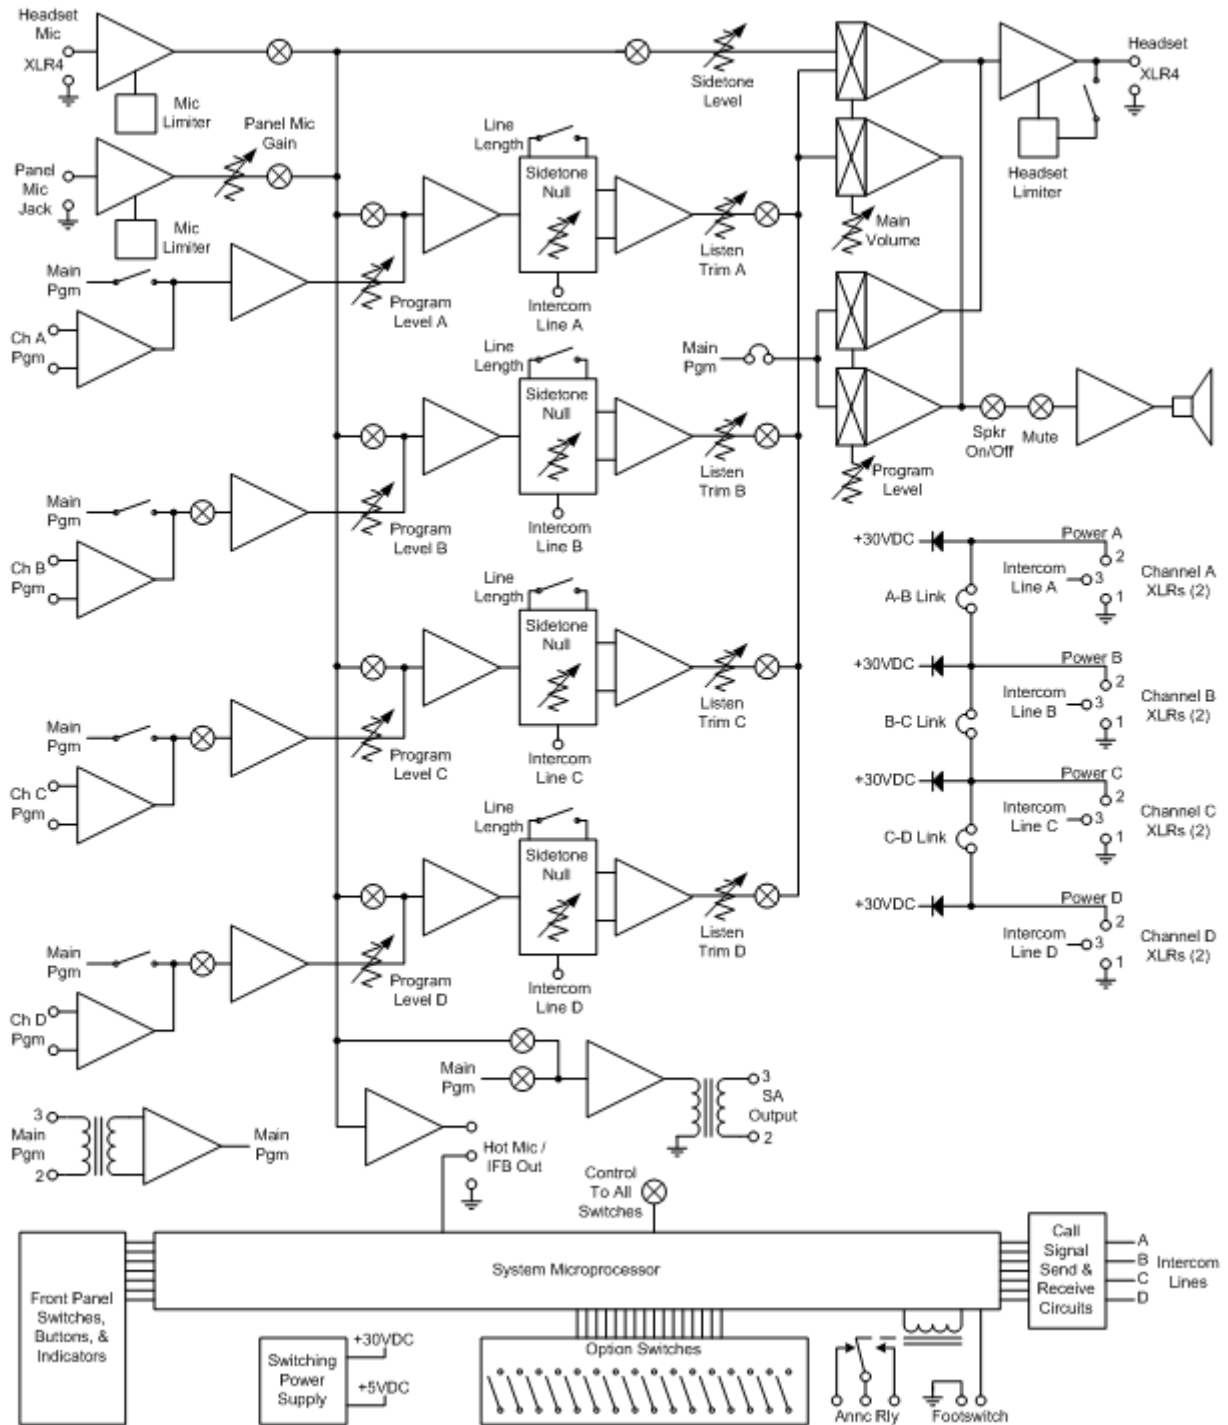 Headset
Mic
XLR4
Mic
Limiter
Panel Mic
Gain
Panel
Mic
Jack
Mic
Limiter
Sidetone
Level
Headset
XLR4
Headset
Limiter
Main
Volume
Line
Length
Sidetone
Null
Listen
Trim A
Intercom
Line A
Main
Pgm
Ch A
Pgm
Program
Level A
Main
Pgm
Spkr
On/Off
Mute
Program
Level
Line
Length
Sidetone
Null
Listen
Trim B
Intercom
Line B
Main
Pgm
Ch B
Pgm
Program
Level B
Line
Length
Sidetone
Null
Listen
Trim C
Intercom
Line C
Main
Pgm
Ch C
Pgm
Program
Level C
Line
Length
Sidetone
Null
Listen
Trim D
Intercom
Line D
Main
Pgm
Ch D
Pgm
Program
Level D
+30VDC
Power A
2
Intercom
Line A
3
1
Channel A
XLRs (2)
A-B Link
+30VDC
Power B
2
Intercom
Line B
3
1
Channel B
XLRs (2)
B-C Link
+30VDC
Power C
2
Intercom
Line C
3
1
Channel C
XLRs (2)
C-D Link
+30VDC
Power D
2
Intercom
Line D
3
1
Channel D
XLRs (2)
Main
Pgm
3
SA
Output
2
3
Main
Pgm
2
Main
Pgm
Hot Mic /
IFB Out
Control
To All
Switches
System Microprocessor
Front Panel
Switches,
Buttons, &
Indicators
Call
Signal
Send &
Receive
Circuits
A
B
C
D
Intercom
Lines
Switching
Power
Supply
+30VDC
+5VDC
Option Switches
Annc Rly
Footswitch